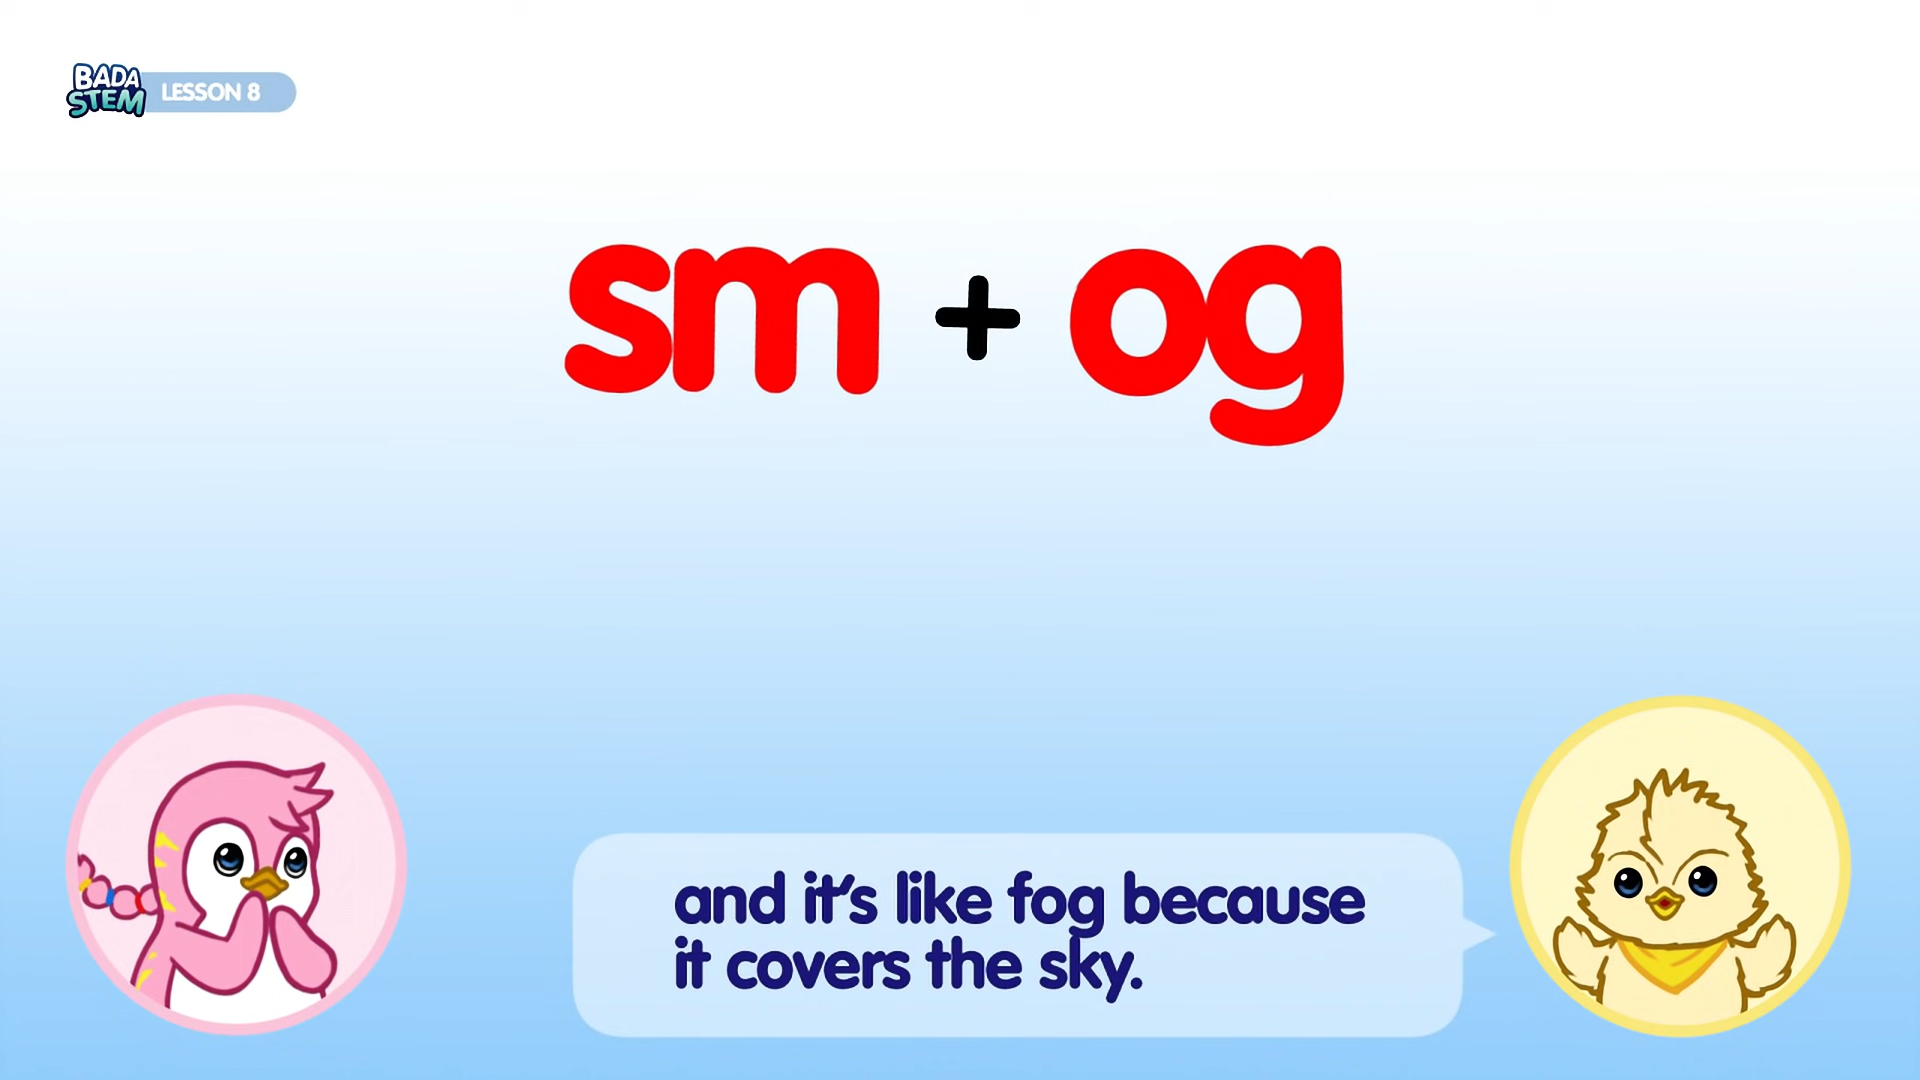 BADA
STEM
LESSON 8
sm + og
and it's like fog because
it covers the sky.